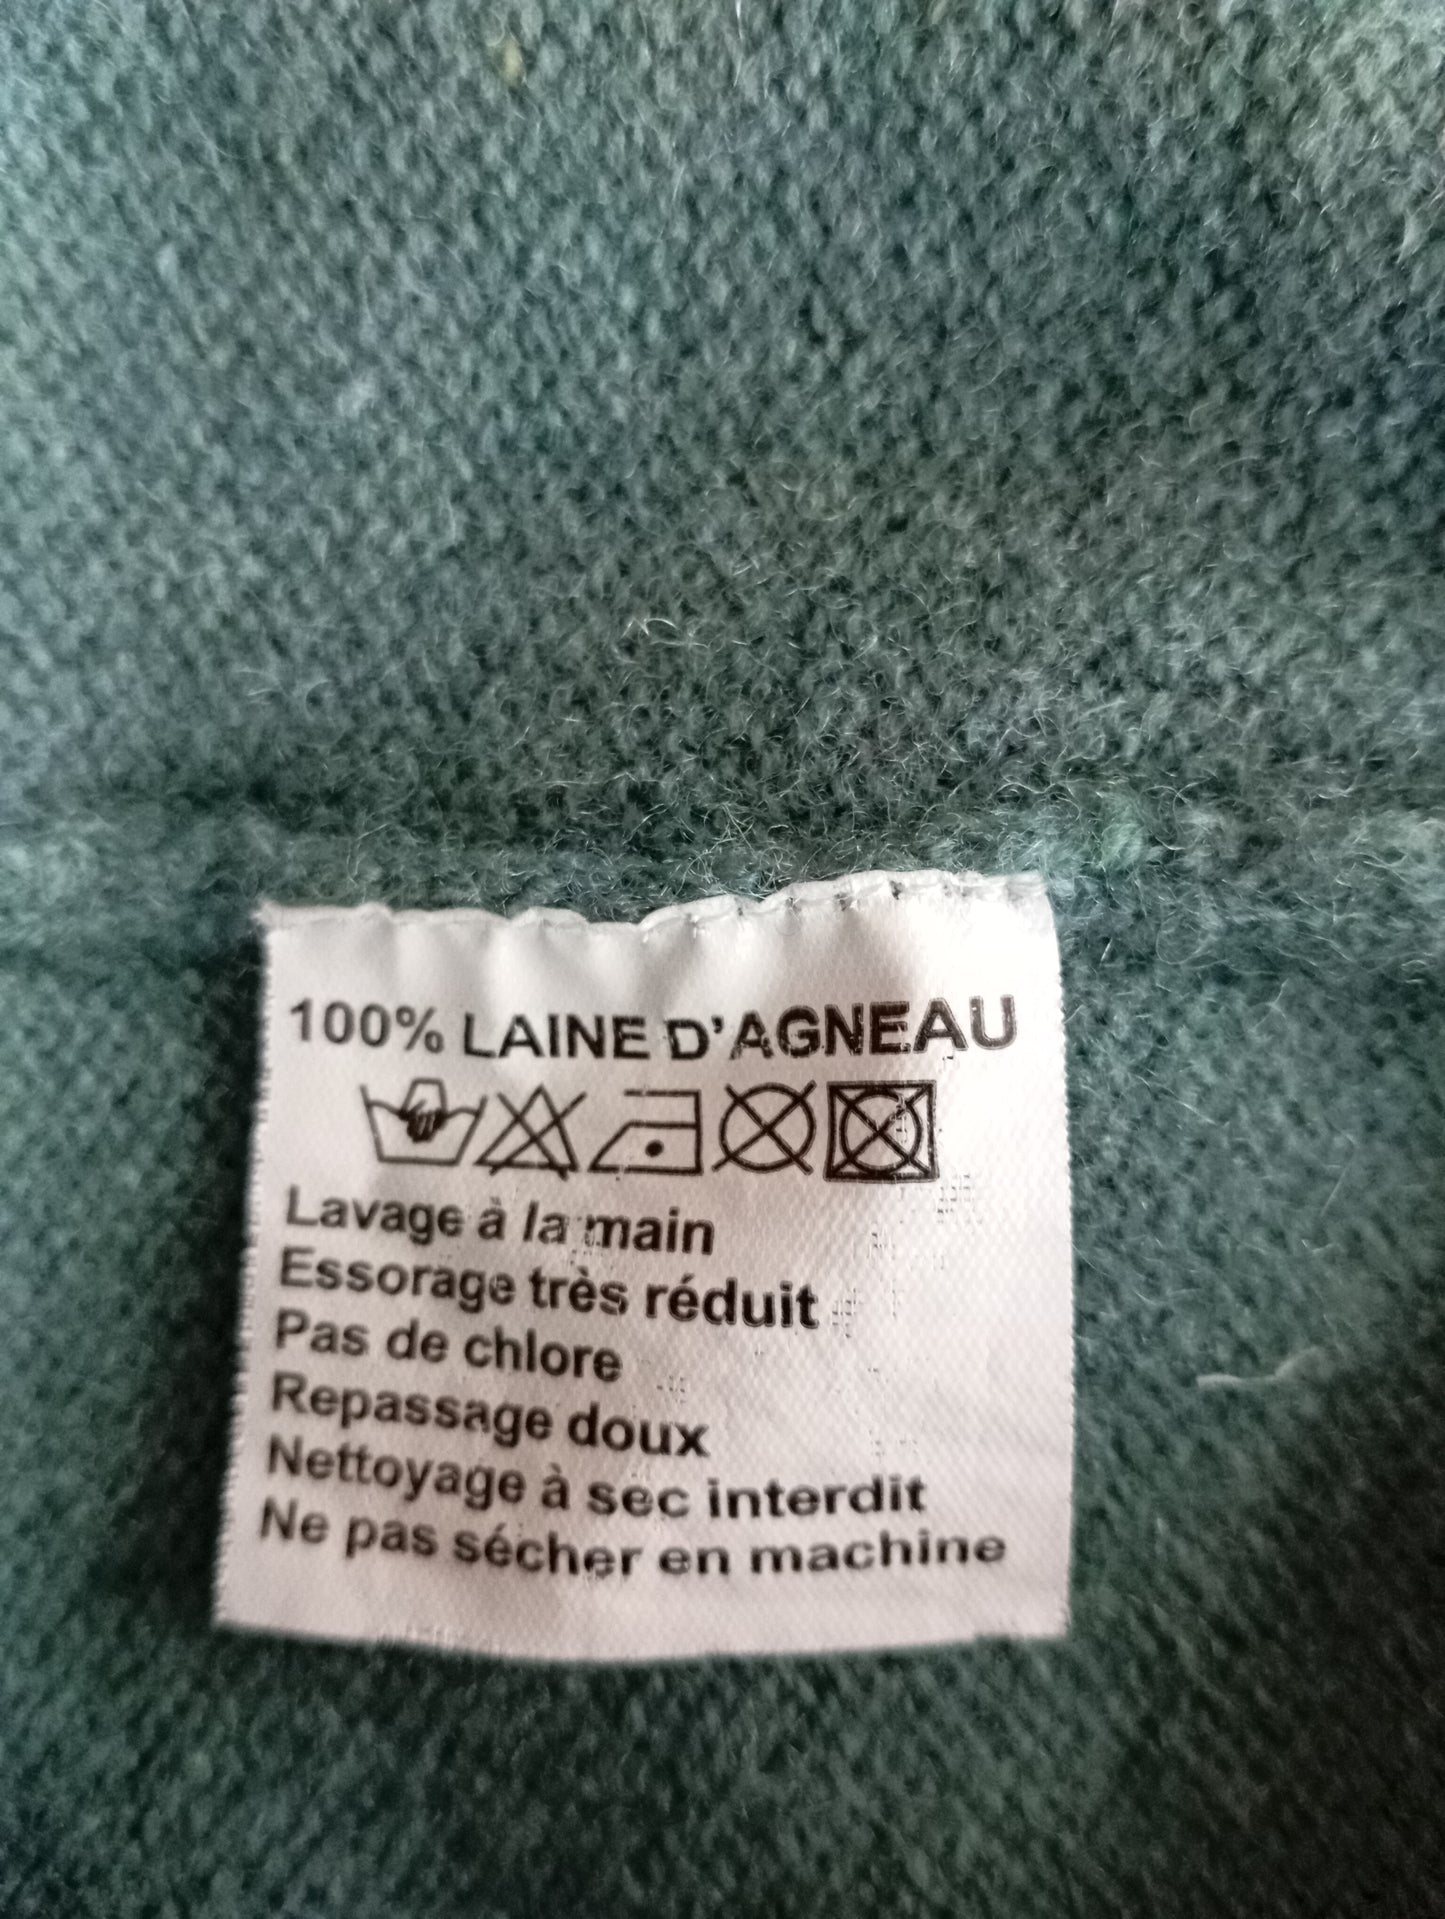 100% LAINE D'AGNEAU
Lavage à la main
Essorage très réduit
Pas de chlore
Repassage doux
Nettoyage à sec interdit
Ne pas sécher en machine